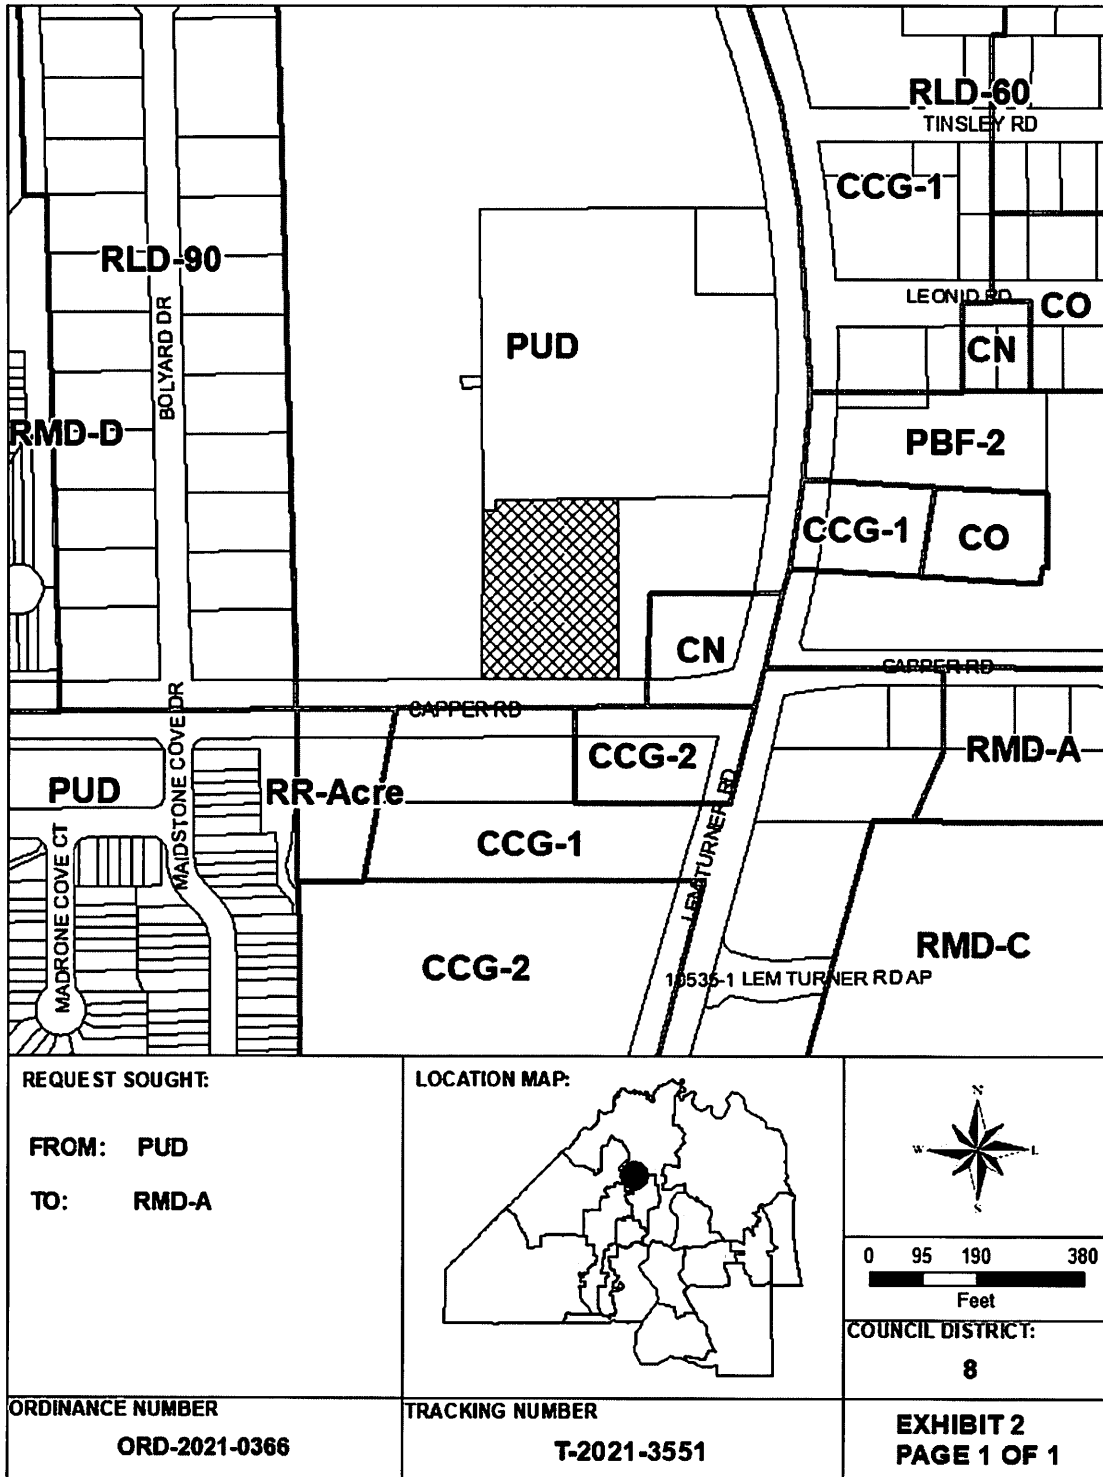 RLD-60
TINSLEY RD
CCG-1
RLD-90
LEONID RD
CO
BOLYARD DR
PUD
CN
RMD-D
PBF-2
CCG-1
CO
CN
CAPPER RD
CAPPER RD
MAIDSTONE COVE DR
CCG-2
RMD-A
PUD
RR-Acre
LEM TURNER RD
CCG-1
MADRONE COVE CT
CCG-2
RMD-C
10535-1 LEM TURNER RD AP
REQUEST SOUGHT:
FROM: PUD
TO: RMD-A
LOCATION MAP:
N
W
S
0 95 190 380
Feet
COUNCIL DISTRICT:
8
ORDINANCE NUMBER
ORD-2021-0366
TRACKING NUMBER
T-2021-3551
EXHIBIT 2
PAGE 1 OF 1